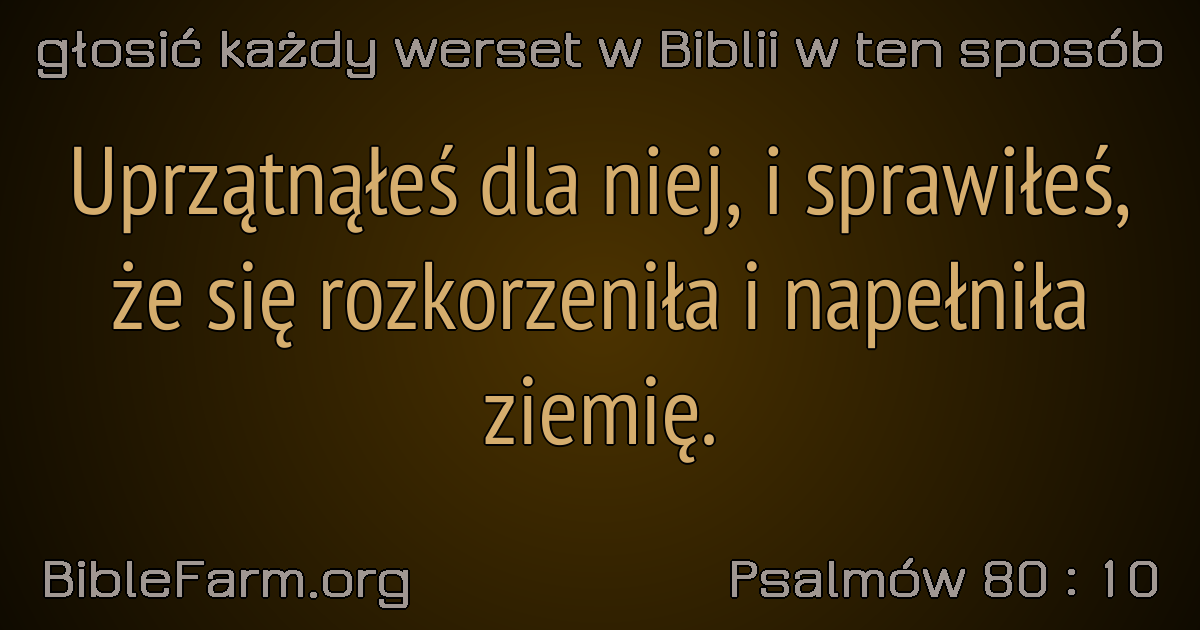 głosić każdy werset w Biblii w ten sposób
Uprzątnąłeś dla niej, i sprawiłeś,
że się rozkorzeniła i napełniła
ziemię.
BibleFarm.org
Psalmów 80 : 10